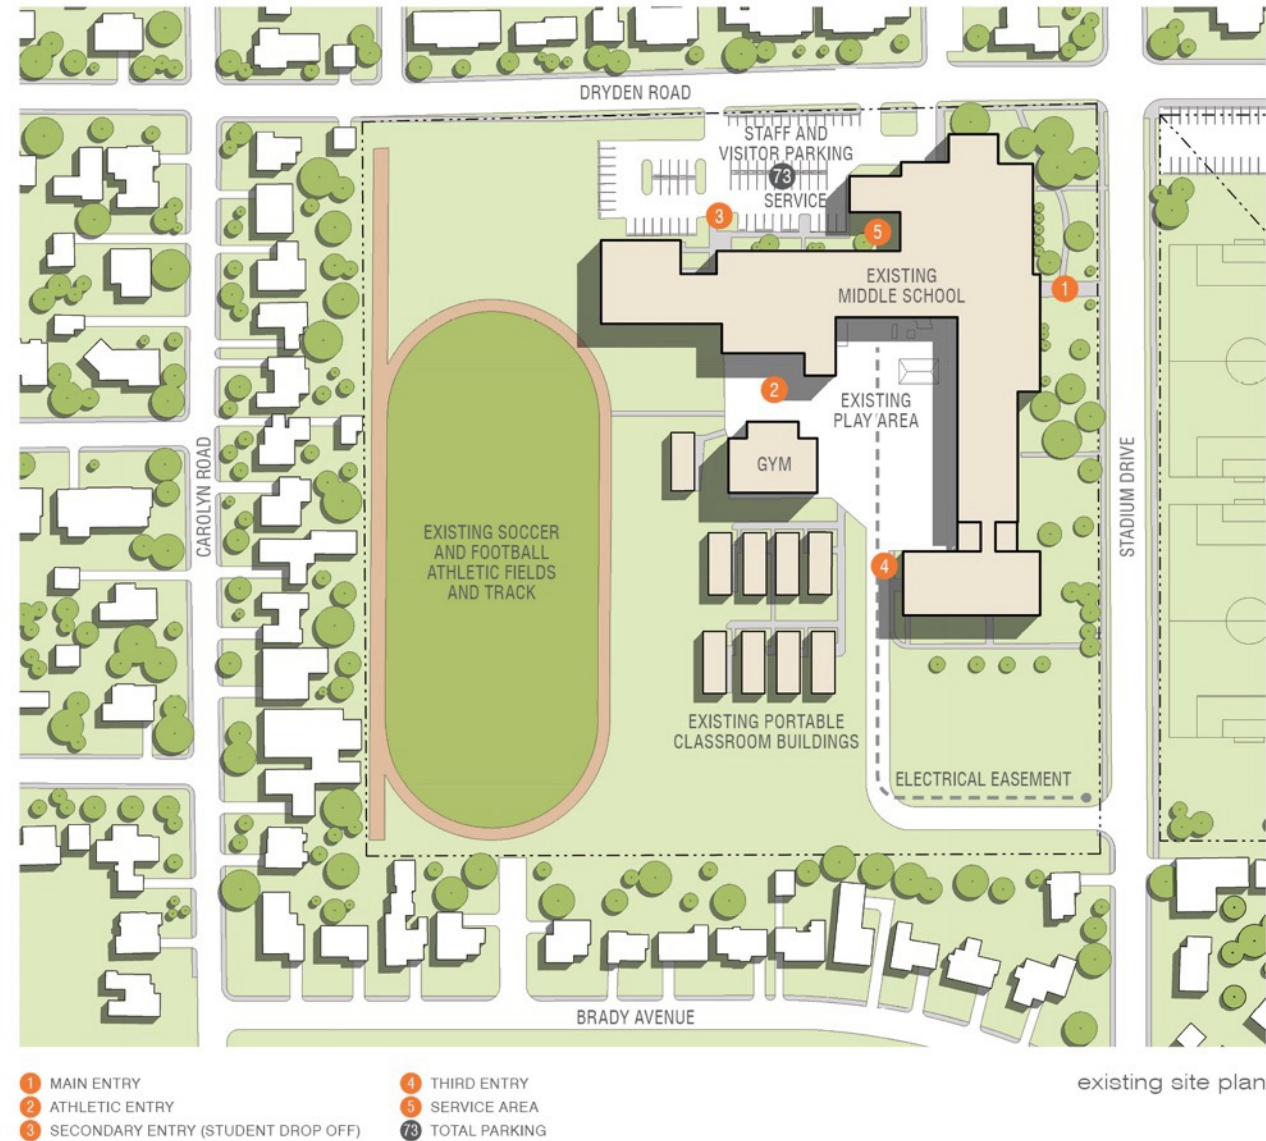 DRYDEN ROAD
STAFF AND
VISITOR PARKING
73
SERVICE
3
5
EXISTING
MIDDLE SCHOOL
1
2
EXISTING
PLAY AREA
GYM
CAROLYN ROAD
STADIUM DRIVE
EXISTING SOCCER
AND FOOTBALL
ATHLETIC FIELDS
AND TRACK
4
EXISTING PORTABLE
CLASSROOM BUILDINGS
ELECTRICAL EASEMENT
BRADY AVENUE
1 MAIN ENTRY
2 ATHLETIC ENTRY
3 SECONDARY ENTRY (STUDENT DROP OFF)
4 THIRD ENTRY
5 SERVICE AREA
73 TOTAL PARKING
existing site plan